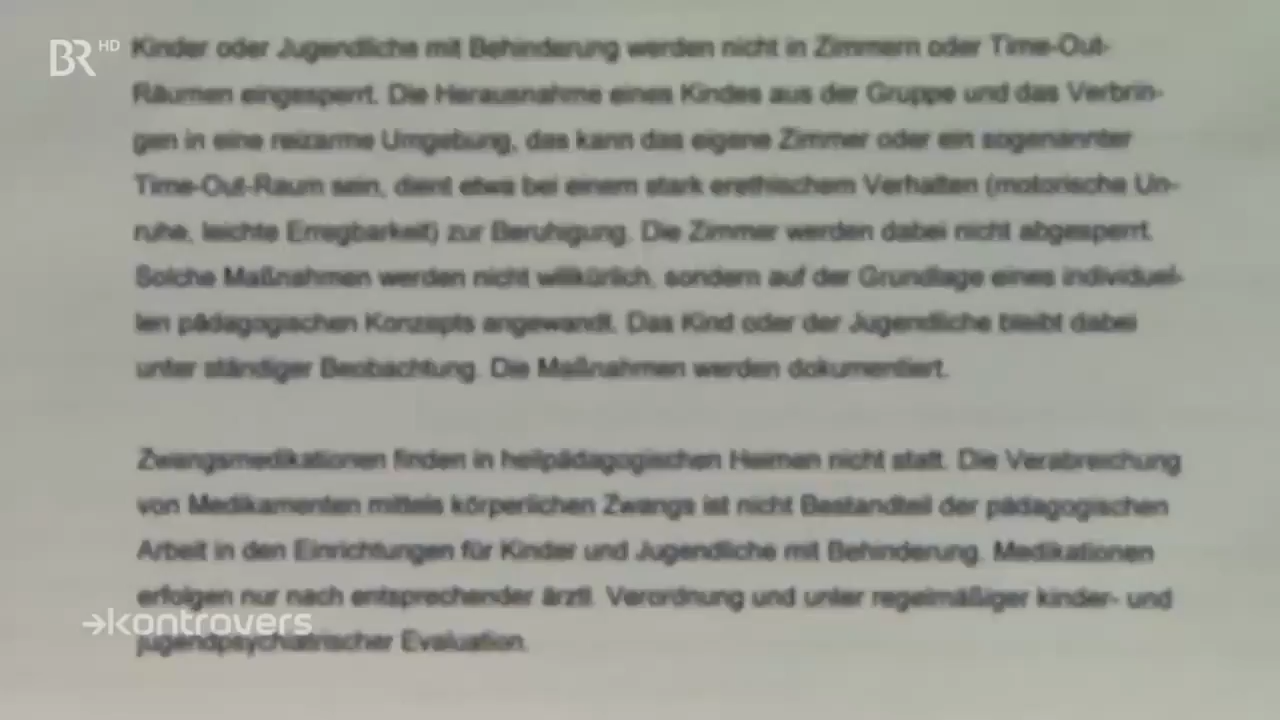 BR HD
Kinder oder Jugendliche mit Behinderung werden nicht in Zimmern oder Time-Out-
Räumen eingesperrt. Die Herausnahme eines Kindes aus der Gruppe und das Verbrin-
gen in eine reizarme Umgebung, das kann das eigene Zimmer oder ein sogenannter
Time-Out-Raum sein, dient etwa bei einem stark erethischem Verhalten (motorische Un-
ruhe, leichte Erregbarkeit) zur Beruhigung. Die Zimmer werden dabei nicht abgesperrt.
Solche Maßnahmen werden nicht willkürlich, sondern auf der Grundlage eines individuel-
len pädagogischen Konzepts angewandt. Das Kind oder der Jugendliche bleibt dabei
unter ständiger Beobachtung. Die Maßnahmen werden dokumentiert.
Zwangsmedikationen finden in heilpädagogischen Heimen nicht statt. Die Verabreichung
von Medikamenten mittels körperlichen Zwangs ist nicht Bestandteil der pädagogischen
Arbeit in den Einrichtungen für Kinder und Jugendliche mit Behinderung. Medikationen
erfolgen nur nach entsprechender ärztl. Verordnung und unter regelmäßiger kinder- und
kontrovers
jugendpsychiatrischer Evaluation.